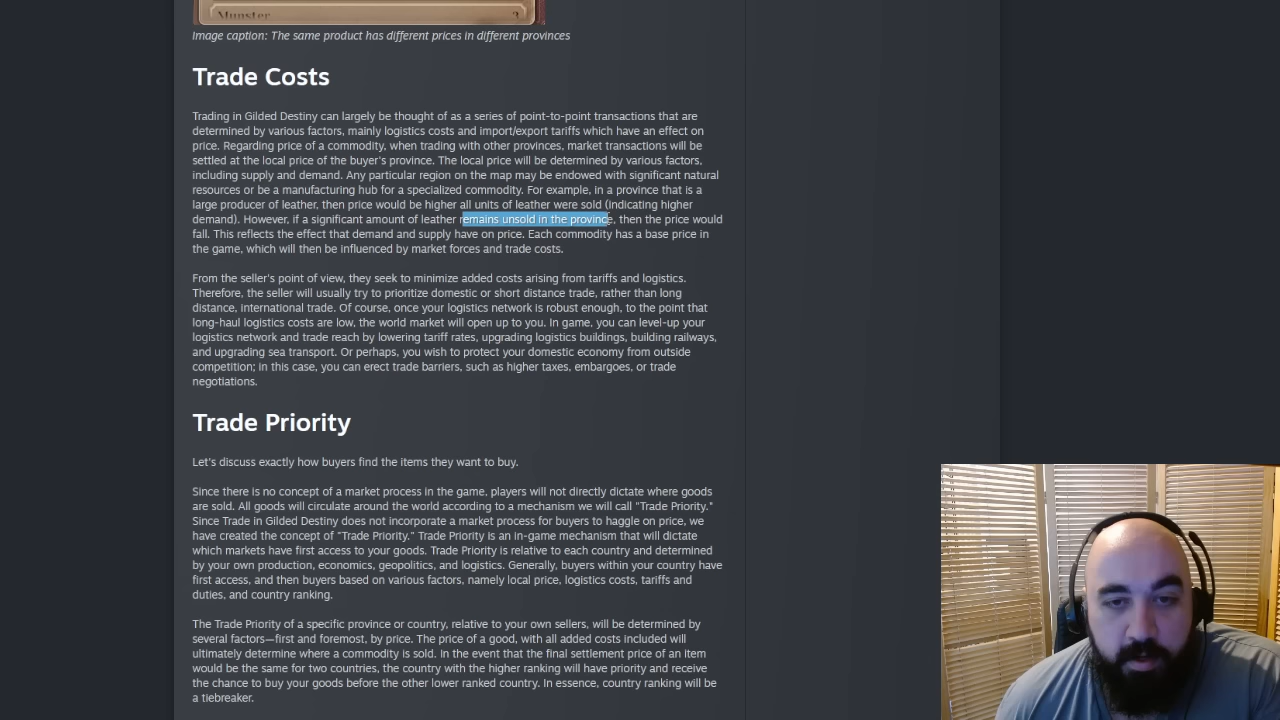 Munster 3
Image caption: The same product has different prices in different provinces
Trade Costs
Trading in Gilded Destiny can largely be thought of as a series of point-to-point transactions that are
determined by various factors, mainly logistics costs and import/export tariffs which have an effect on
price. Regarding price of a commodity, when trading with other provinces, market transactions will be
settled at the local price of the buyer's province. The local price will be determined by various factors,
including supply and demand. Any particular region on the map may be endowed with significant natural
resources or be a manufacturing hub for a specialized commodity. For example, in a province that is a
large producer of leather, then price would be higher all units of leather were sold (indicating higher
demand). However, if a significant amount of leather remains unsold in the province, then the price would
fall. This reflects the effect that demand and supply have on price. Each commodity has a base price in
the game, which will then be influenced by market forces and trade costs.
From the seller's point of view, they seek to minimize added costs arising from tariffs and logistics.
Therefore, the seller will usually try to prioritize domestic or short distance trade, rather than long
distance, international trade. Of course, once your logistics network is robust enough, to the point that
long-haul logistics costs are low, the world market will open up to you. In game, you can level-up your
logistics network and trade reach by lowering tariff rates, upgrading logistics buildings, building railways,
and upgrading sea transport. Or perhaps, you wish to protect your domestic economy from outside
competition; in this case, you can erect trade barriers, such as higher taxes, embargoes, or trade
negotiations.
Trade Priority
Let's discuss exactly how buyers find the items they want to buy.
Since there is no concept of a market process in the game, players will not directly dictate where goods
are sold. All goods will circulate around the world according to a mechanism we will call "Trade Priority."
Since Trade in Gilded Destiny does not incorporate a market process for buyers to haggle on price, we
have created the concept of "Trade Priority." Trade Priority is an in-game mechanism that will dictate
which markets have first access to your goods. Trade Priority is relative to each country and determined
by your own production, economics, geopolitics, and logistics. Generally, buyers within your country have
first access, and then buyers based on various factors, namely local price, logistics costs, tariffs and
duties, and country ranking.
The Trade Priority of a specific province or country, relative to your own sellers, will be determined by
several factors—first and foremost, by price. The price of a good, with all added costs included will
ultimately determine where a commodity is sold. In the event that the final settlement price of an item
would be the same for two countries, the country with the higher ranking will have priority and receive
the chance to buy your goods before the other lower ranked country. In essence, country ranking will be
a tiebreaker.